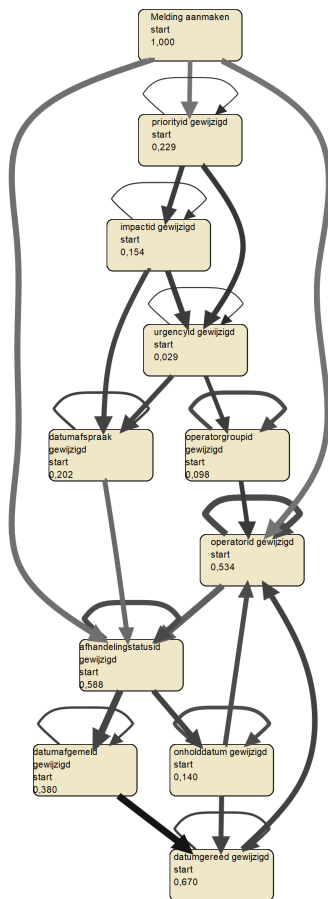 Melding aanmaken
start
1,000
priorityid gewijzigd
start
0,229
impactid gewijzigd
start
0,154
urgencyid gewijzigd
start
0,029
datumafspraak
gewijzigd
start
0,202
operatorgroupid
gewijzigd
start
0,098
operatorid gewijzigd
start
0,534
afhandelingstatusid
gewijzigd
start
0,588
datumafgemeld
gewijzigd
start
0,380
onholddatum gewijzigd
start
0,140
datumgereed gewijzigd
start
0,670